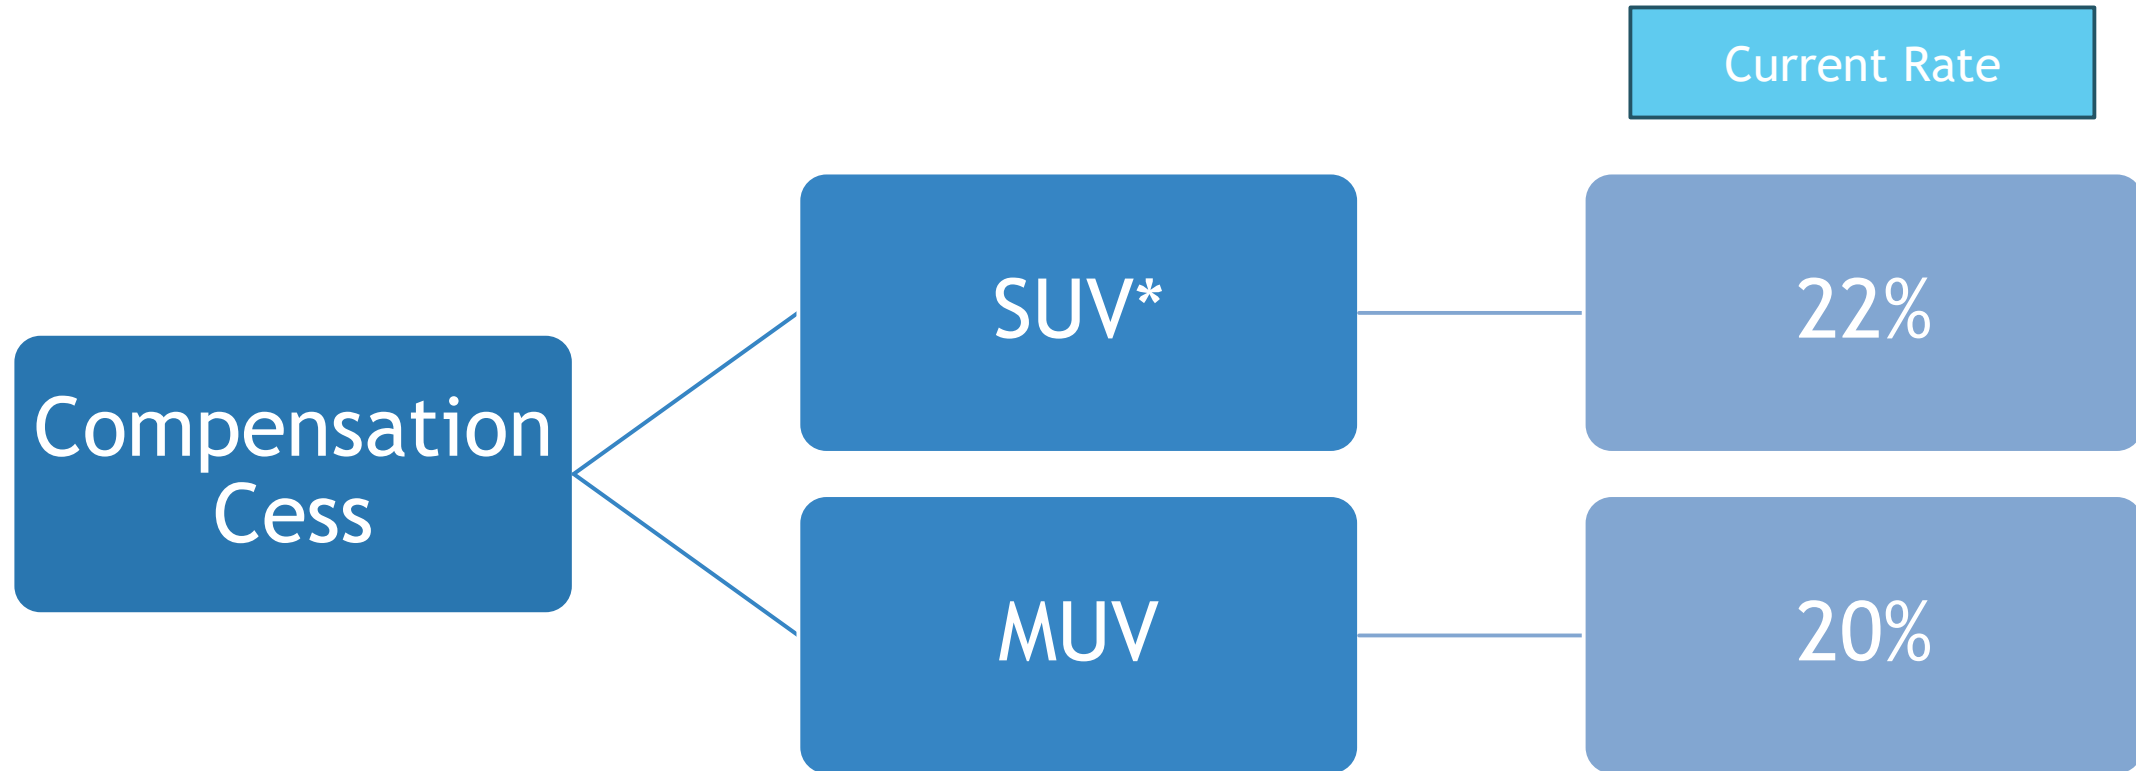 Current Rate
Compensation
Cess
SUV*
22%
MUV
20%